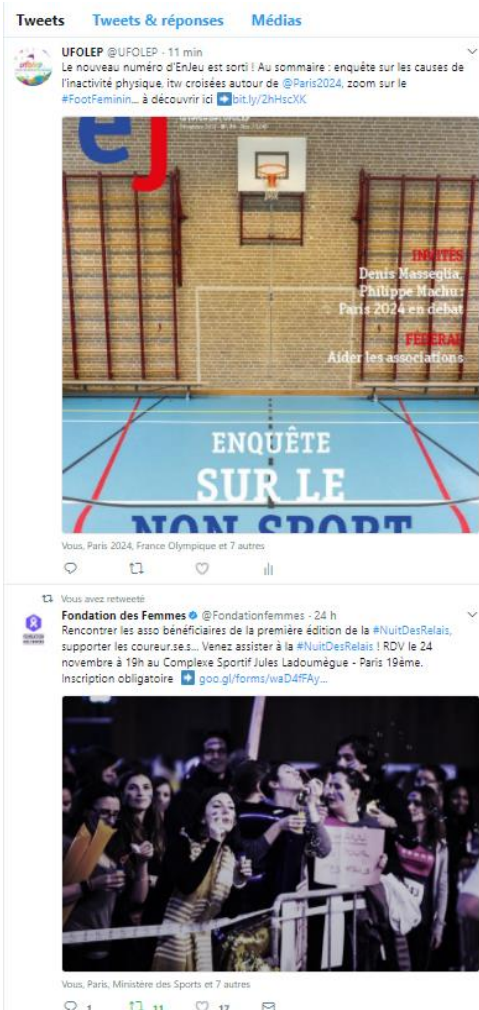 Tweets Tweets & réponses Médias
UFOLEP @UFOLEP · 11 min
Le nouveau numéro d'EnJeu est sorti ! Au sommaire : enquête sur les causes de
l'inactivité physique, itw croisées autour de @Paris2024, zoom sur le
#FootFeminin... à découvrir ici ➡ bit.ly/2hHscXK
ej
INVITÉS
Denis Masseglia,
Philippe Machu :
Paris 2024 en débat
FÉDÉRAL
Aider les associations
ENQUÊTE
SUR LE
NON SPORT
Vous, Paris 2024, France Olympique et 7 autres
Vous avez retweeté
Fondation des Femmes @Fondationfemmes · 24 h
Rencontrer les asso bénéficiaires de la première édition de la #NuitDesRelais,
supporter les coureur.se.s... Venez assister à la #NuitDesRelais ! RDV le 24
novembre à 19h au Complexe Sportif Jules Ladoumègue - Paris 19ème.
Inscription obligatoire ➡ goo.gl/forms/waD4fFAy...
Vous, Paris, Ministère des Sports et 7 autres
1 11 17